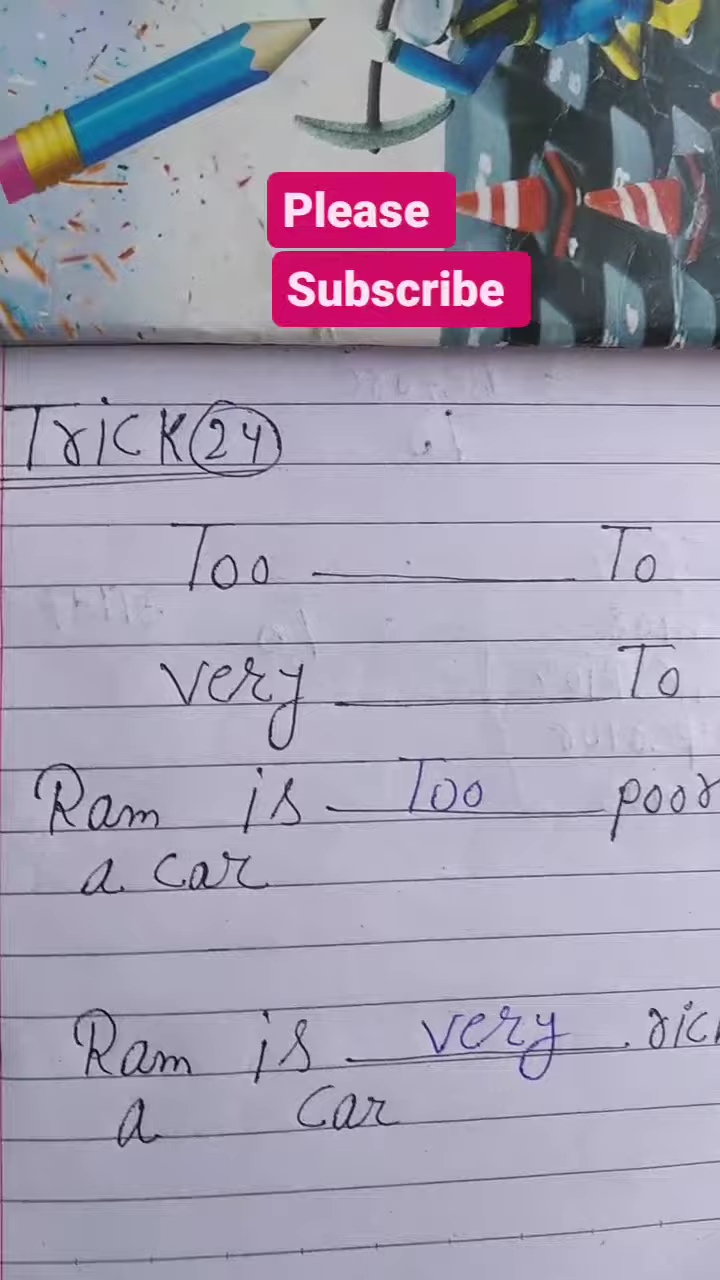 Please
Subscribe
Trick 24
Too To
very To
Ram is Too poor
a car
Ram is very
a car